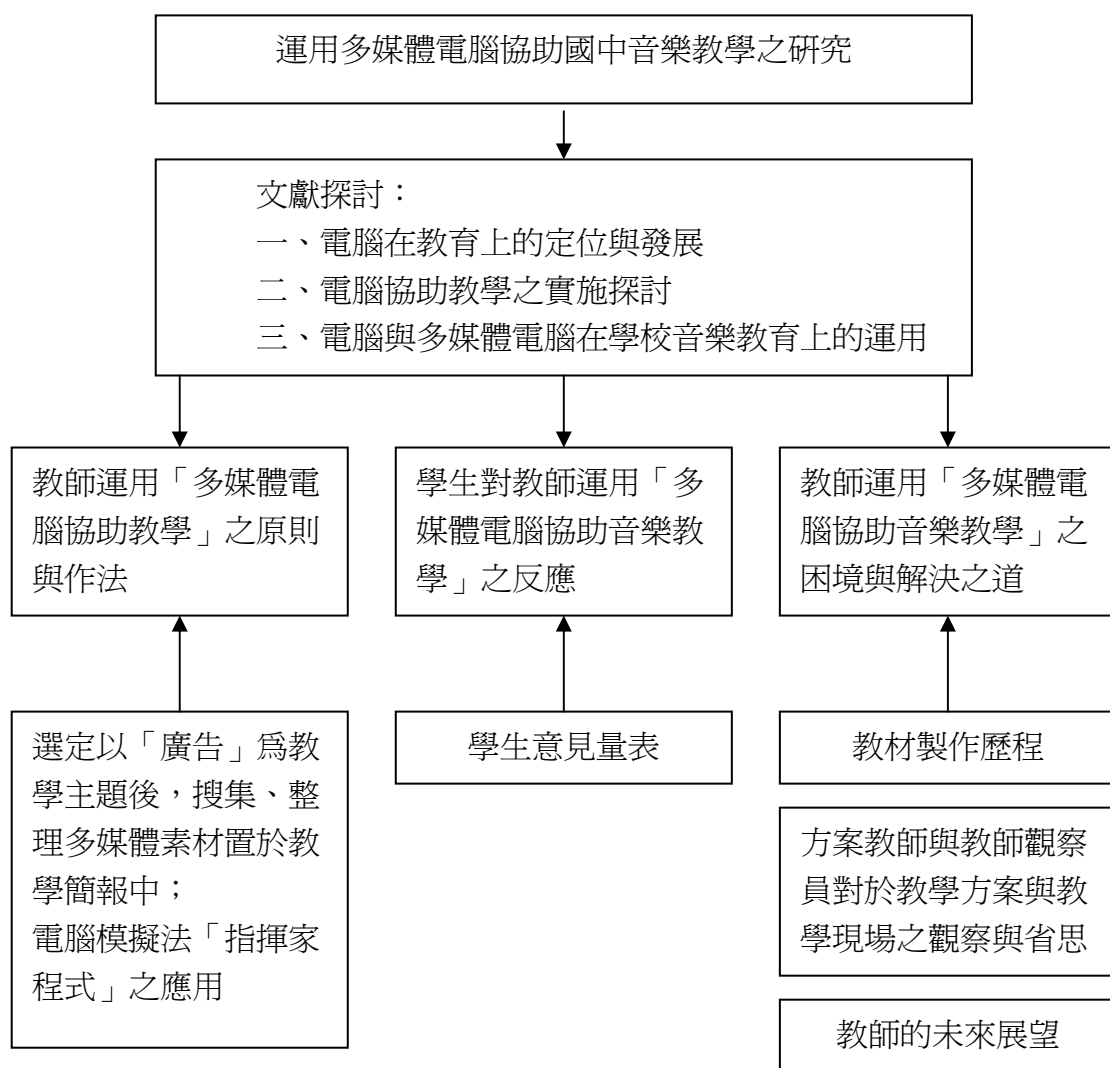 運用多媒體電腦協助國中音樂教學之研究
文獻探討：
一、電腦在教育上的定位與發展
二、電腦協助教學之實施探討
三、電腦與多媒體電腦在學校音樂教育上的運用
教師運用「多媒體電
腦協助教學」之原則
與作法
學生對教師運用「多
媒體電腦協助音樂教
學」之反應
教師運用「多媒體電
腦協助音樂教學」之
困境與解決之道
選定以「廣告」爲教
學主題後，搜集、整
理多媒體素材置於教
學簡報中；
電腦模擬法「指揮家
程式」之應用
學生意見量表
教材製作歷程
方案教師與教師觀察
員對於教學方案與教
學現場之觀察與省思
教師的未來展望